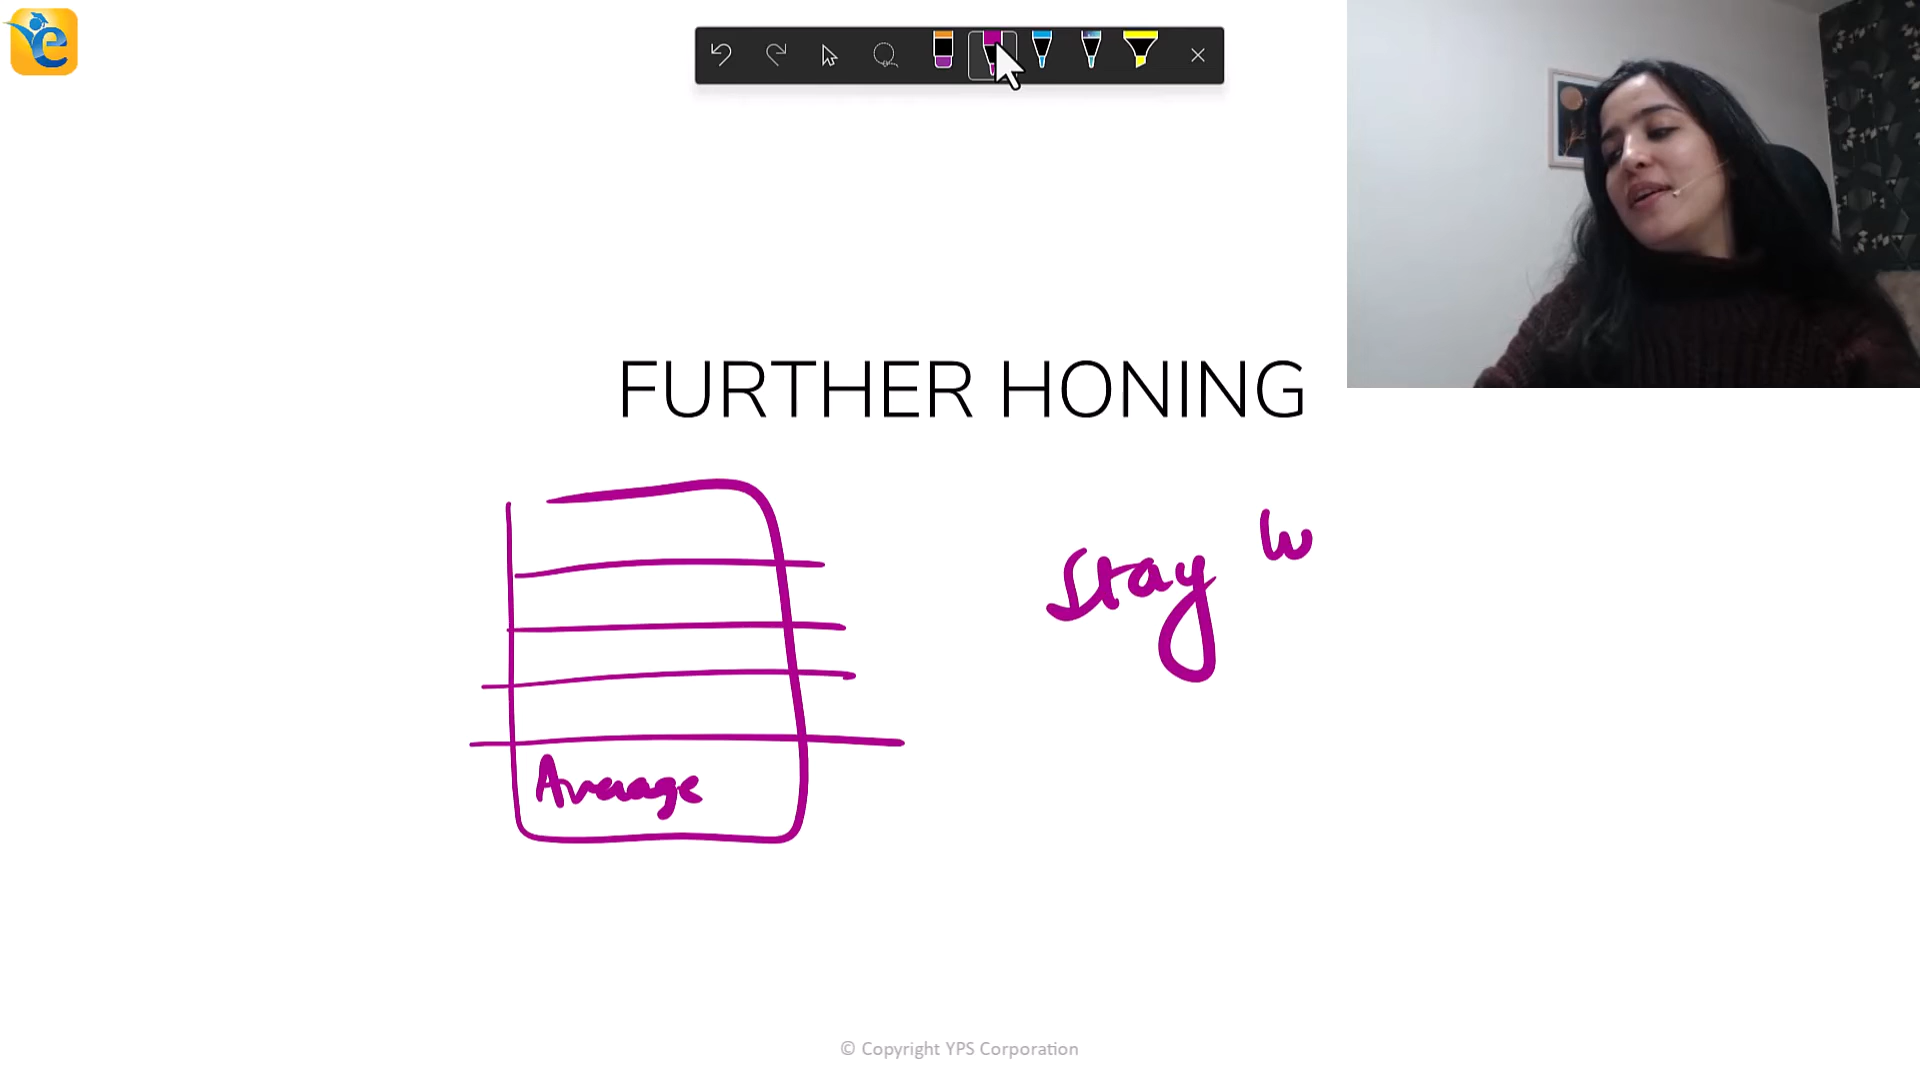 e
FURTHER HONING
Stay w
Average
© Copyright YPS Corporation